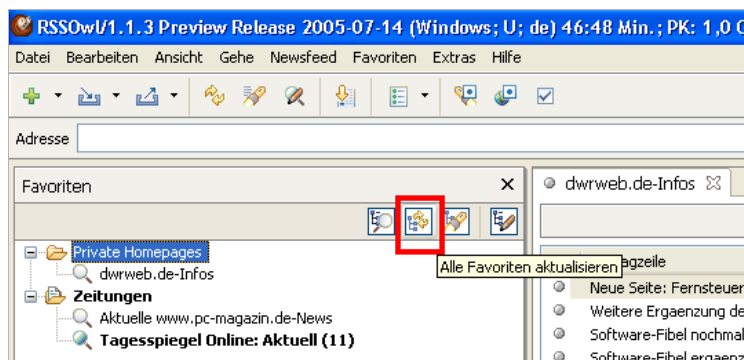 RSSOwl/1.1.3 Preview Release 2005-07-14 (Windows; U; de) 46:48 Min.; PK: 1,0
Datei Bearbeiten Ansicht Gehe Newsfeed Favoriten Extras Hilfe
Adresse
Favoriten
dwrweb.de-Infos
Private Homepages
Alle Favoriten aktualisieren
dwrweb.de-Infos
Neue Seite: Fernsteuer
Zeitungen
Weitere Ergaenzung de
Aktuelle www.pc-magazin.de-News
Software-Fibel nochmal
Tagesspiegel Online: Aktuell (11)
Software-Fibel ergaenz